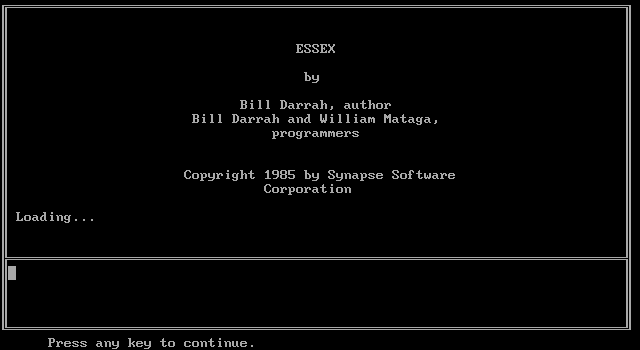 ESSEX
by
Bill Darrah, author
Bill Darrah and William Mataga,
programmers
Copyright 1985 by Synapse Software
Corporation
Loading...
Press any key to continue.